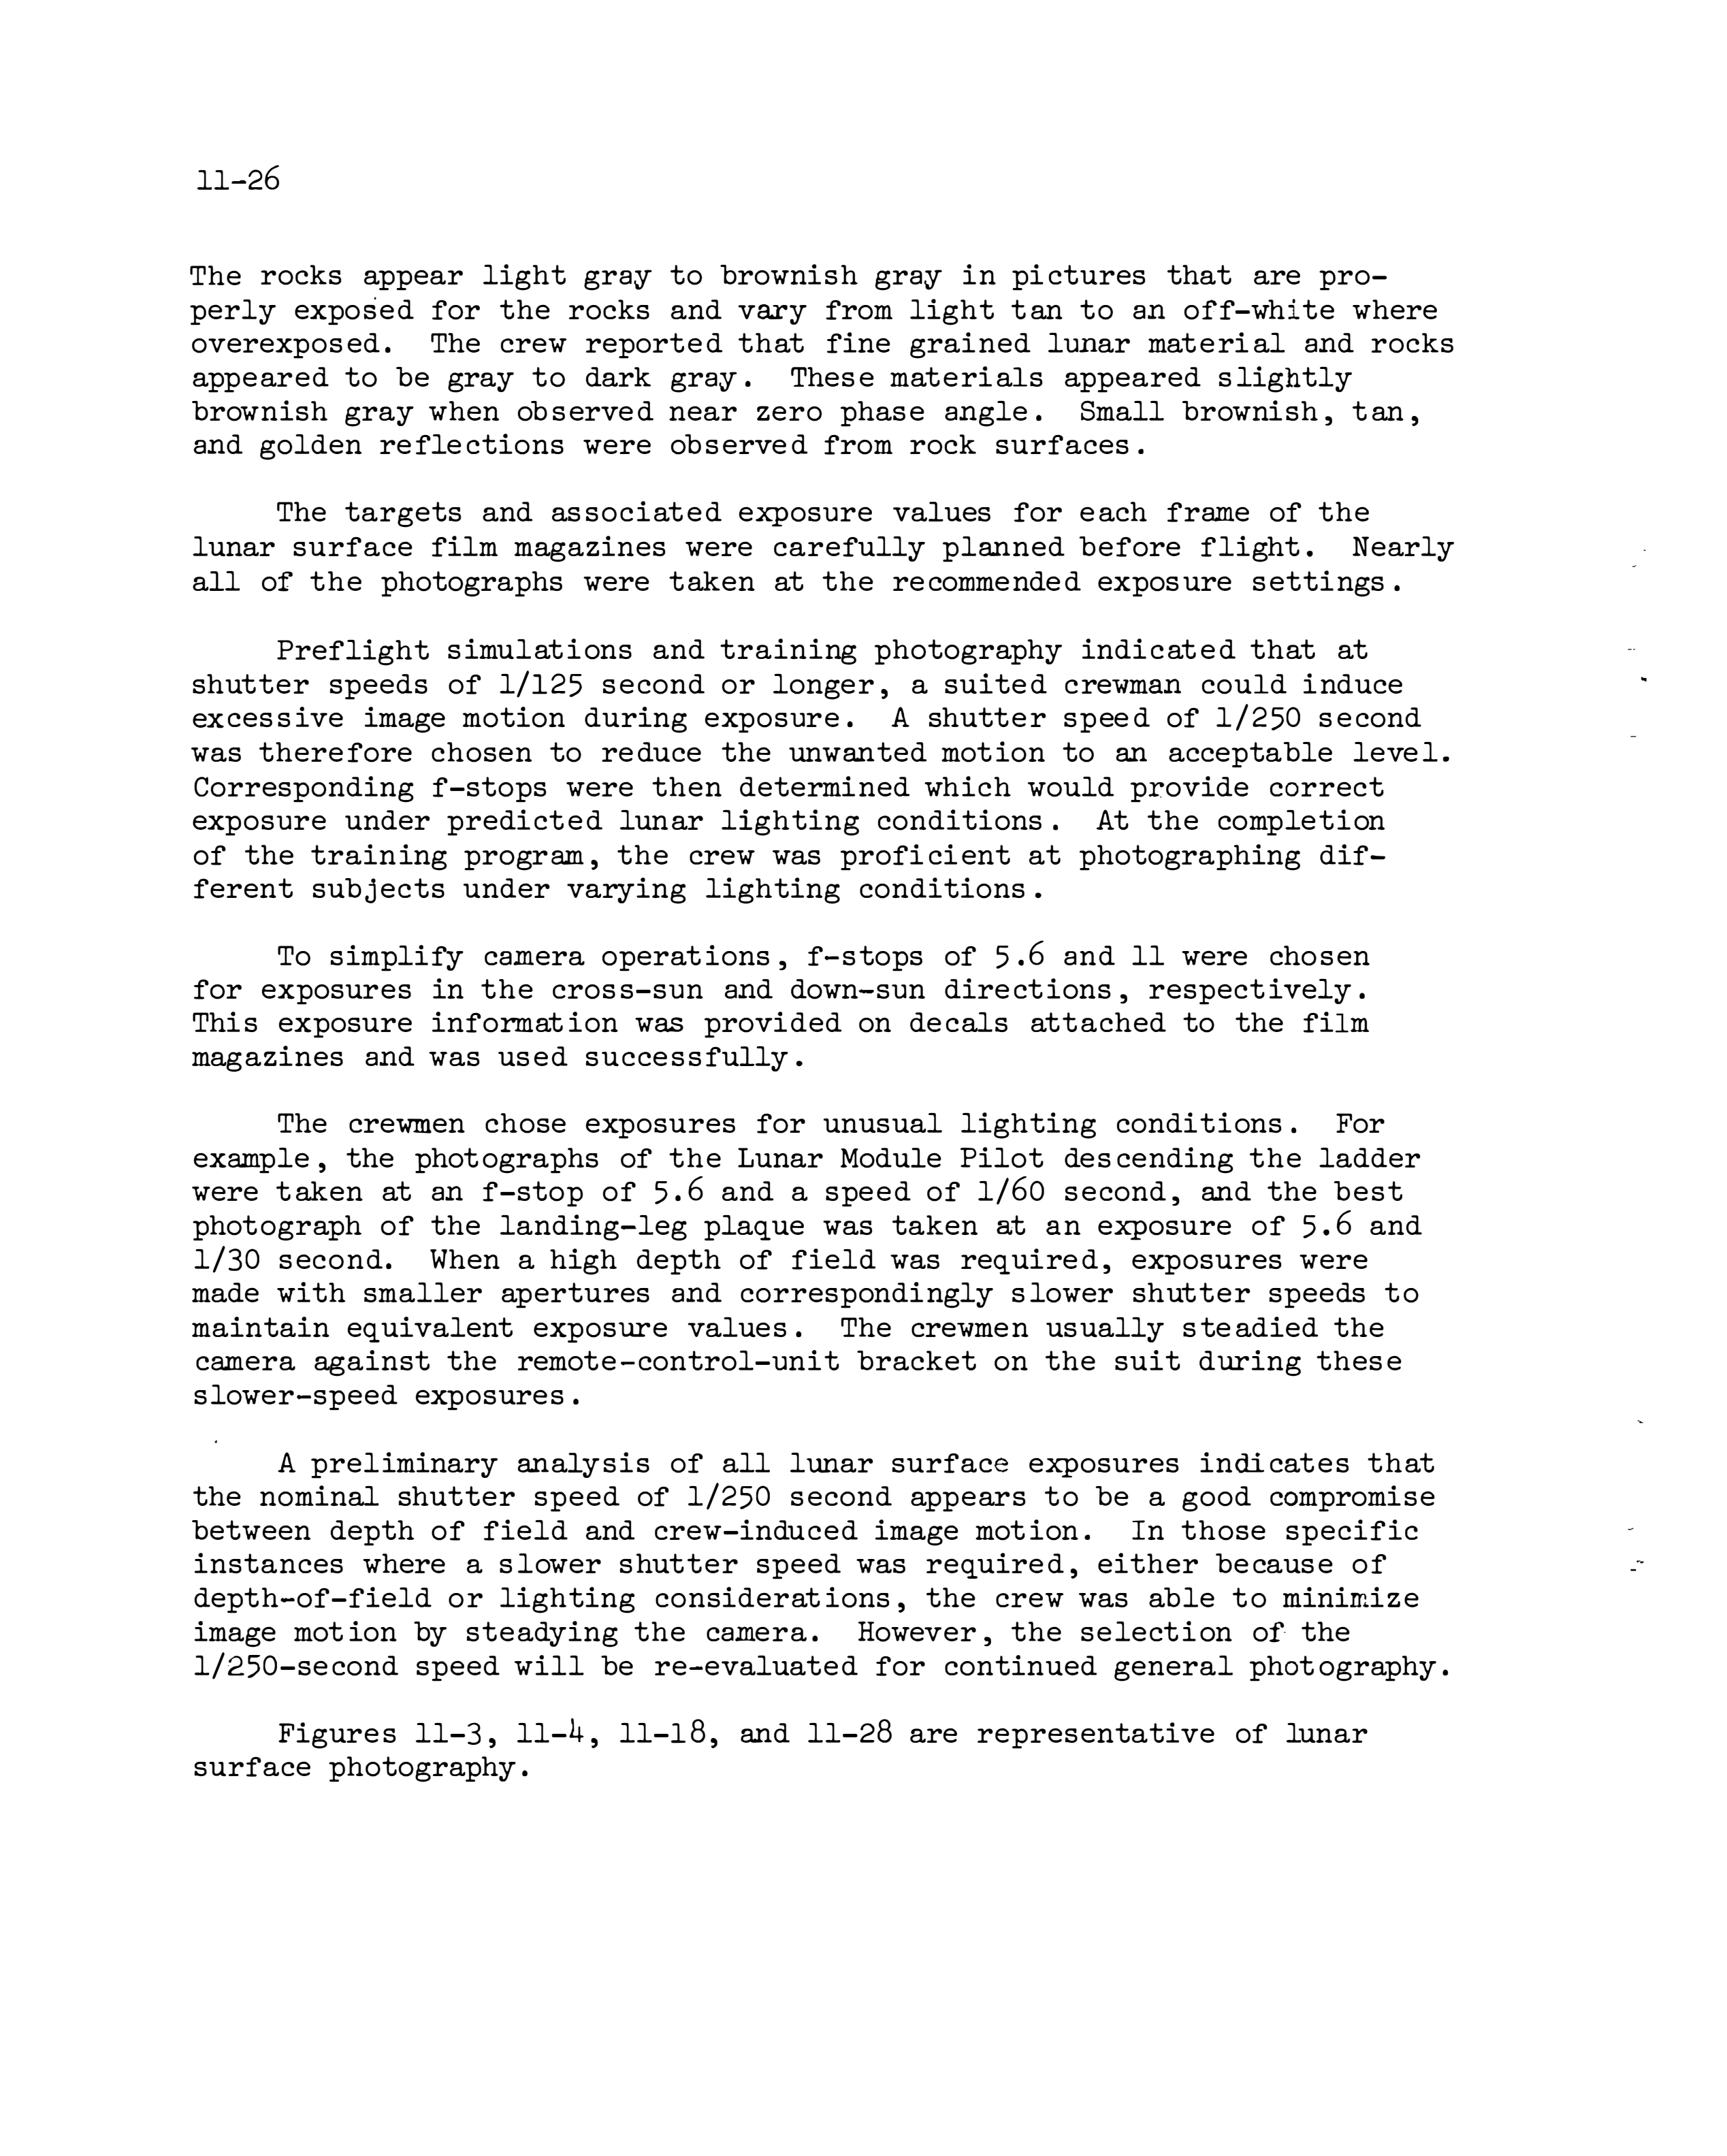 11-26
The rocks appear light gray to brownish gray in pictures that are pro-
perly exposed for the rocks and vary from light tan to an off-white where
overexposed. The crew reported that fine grained lunar material and rocks
appeared to be gray to dark gray. These materials appeared slightly
brownish gray when observed near zero phase angle. Small brownish, tan,
and golden reflections were observed from rock surfaces.
The targets and associated exposure values for each frame of the
lunar surface film magazines were carefully planned before flight. Nearly
all of the photographs were taken at the recommended exposure settings.
Preflight simulations and training photography indicated that at
shutter speeds of 1/125 second or longer, a suited crewman could induce
excessive image motion during exposure. A shutter speed of 1/250 second
was therefore chosen to reduce the unwanted motion to an acceptable level.
Corresponding f-stops were then determined which would provide correct
exposure under predicted lunar lighting conditions. At the completion
of the training program, the crew was proficient at photographing dif-
ferent subjects under varying lighting conditions.
To simplify camera operations, f-stops of 5.6 and 11 were chosen
for exposures in the cross-sun and down-sun directions, respectively.
This exposure information was provided on decals attached to the film
magazines and was used successfully.
The crewmen chose exposures for unusual lighting conditions. For
example, the photographs of the Lunar Module Pilot descending the ladder
were taken at an f-stop of 5.6 and a speed of 1/60 second, and the best
photograph of the landing-leg plaque was taken at an exposure of 5.6 and
1/30 second. When a high depth of field was required, exposures were
made with smaller apertures and correspondingly slower shutter speeds to
maintain equivalent exposure values. The crewmen usually steadied the
camera against the remote-control-unit bracket on the suit during these
slower-speed exposures.
A preliminary analysis of all lunar surface exposures indicates that
the nominal shutter speed of 1/250 second appears to be a good compromise
between depth of field and crew-induced image motion. In those specific
instances where a slower shutter speed was required, either because of
depth-of-field or lighting considerations, the crew was able to minimize
image motion by steadying the camera. However, the selection of the
1/250-second speed will be re-evaluated for continued general photography.
Figures 11-3, 11-4, 11-18, and 11-28 are representative of lunar
surface photography.